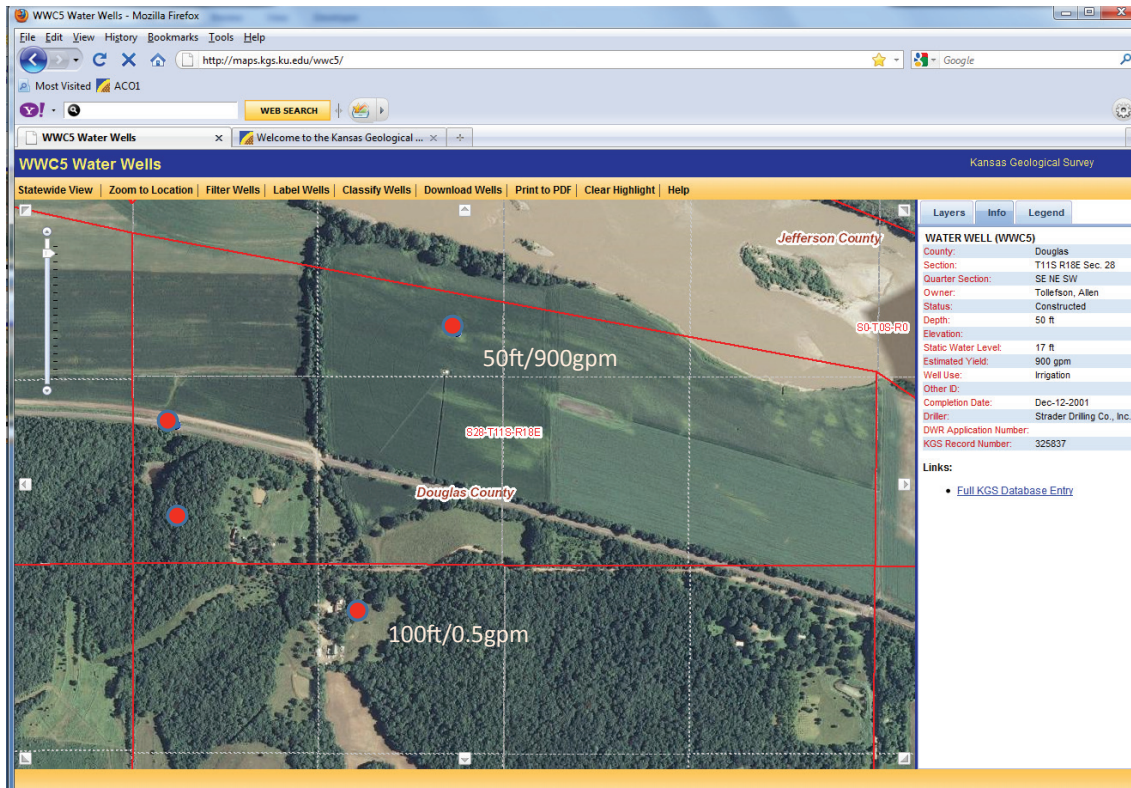 WWC5 Water Wells - Mozilla Firefox
File Edit View History Bookmarks Tools Help
http://maps.kgs.ku.edu/wwc5/
Google
Most Visited ACO1
Y! WEB SEARCH
WWC5 Water Wells x Welcome to the Kansas Geological ... x
WWC5 Water Wells
Kansas Geological Survey
Statewide View | Zoom to Location | Filter Wells | Label Wells | Classify Wells | Download Wells | Print to PDF | Clear Highlight | Help
Jefferson County
S0-T0S-R0
50ft/900gpm
S28-T11S-R18E
Douglas County
100ft/0.5gpm
Layers Info Legend
WATER WELL (WWC5)
County: Douglas
Section: T11S R18E Sec. 28
Quarter Section: SE NE SW
Owner: Tollefson, Allen
Status: Constructed
Depth: 50 ft
Elevation:
Static Water Level: 17 ft
Estimated Yield: 900 gpm
Well Use: Irrigation
Other ID:
Completion Date: Dec-12-2001
Driller: Strader Drilling Co., Inc.
DWR Application Number:
KGS Record Number: 325837
Links:
Full KGS Database Entry